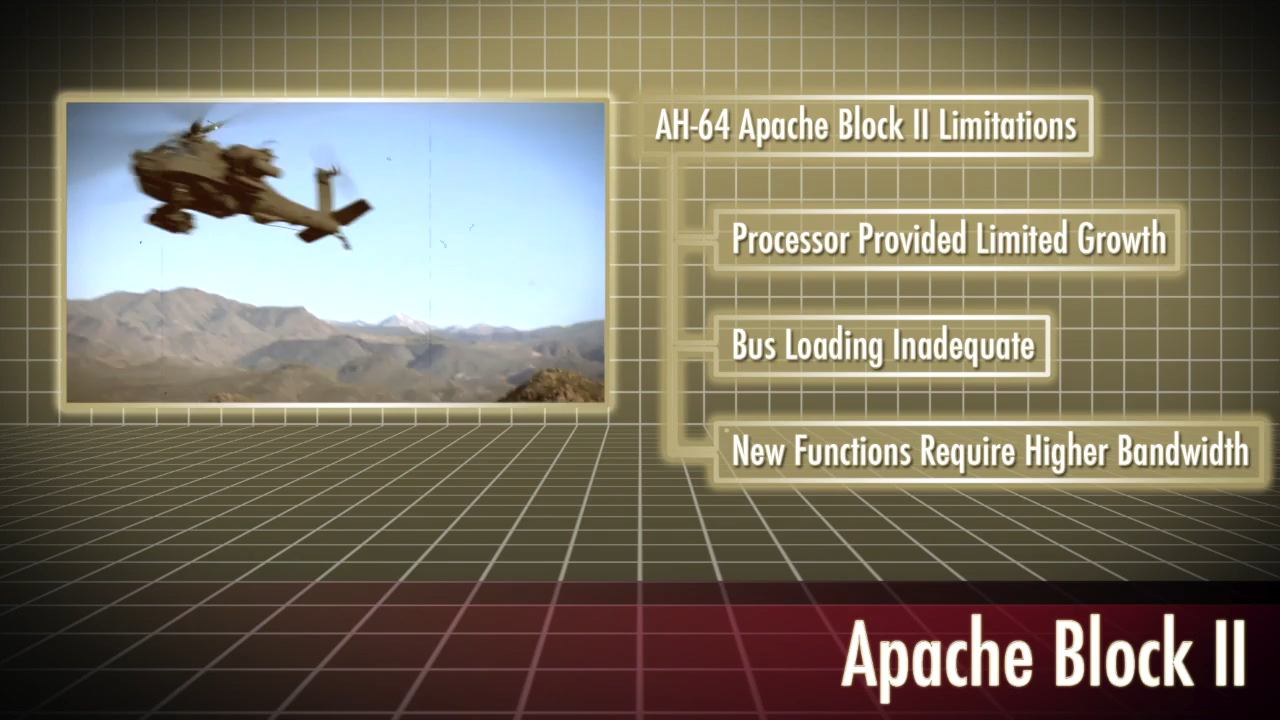 AH-64 Apache Block II Limitations
Processor Provided Limited Growth
Bus Loading Inadequate
New Functions Require Higher Bandwidth
Apache Block II